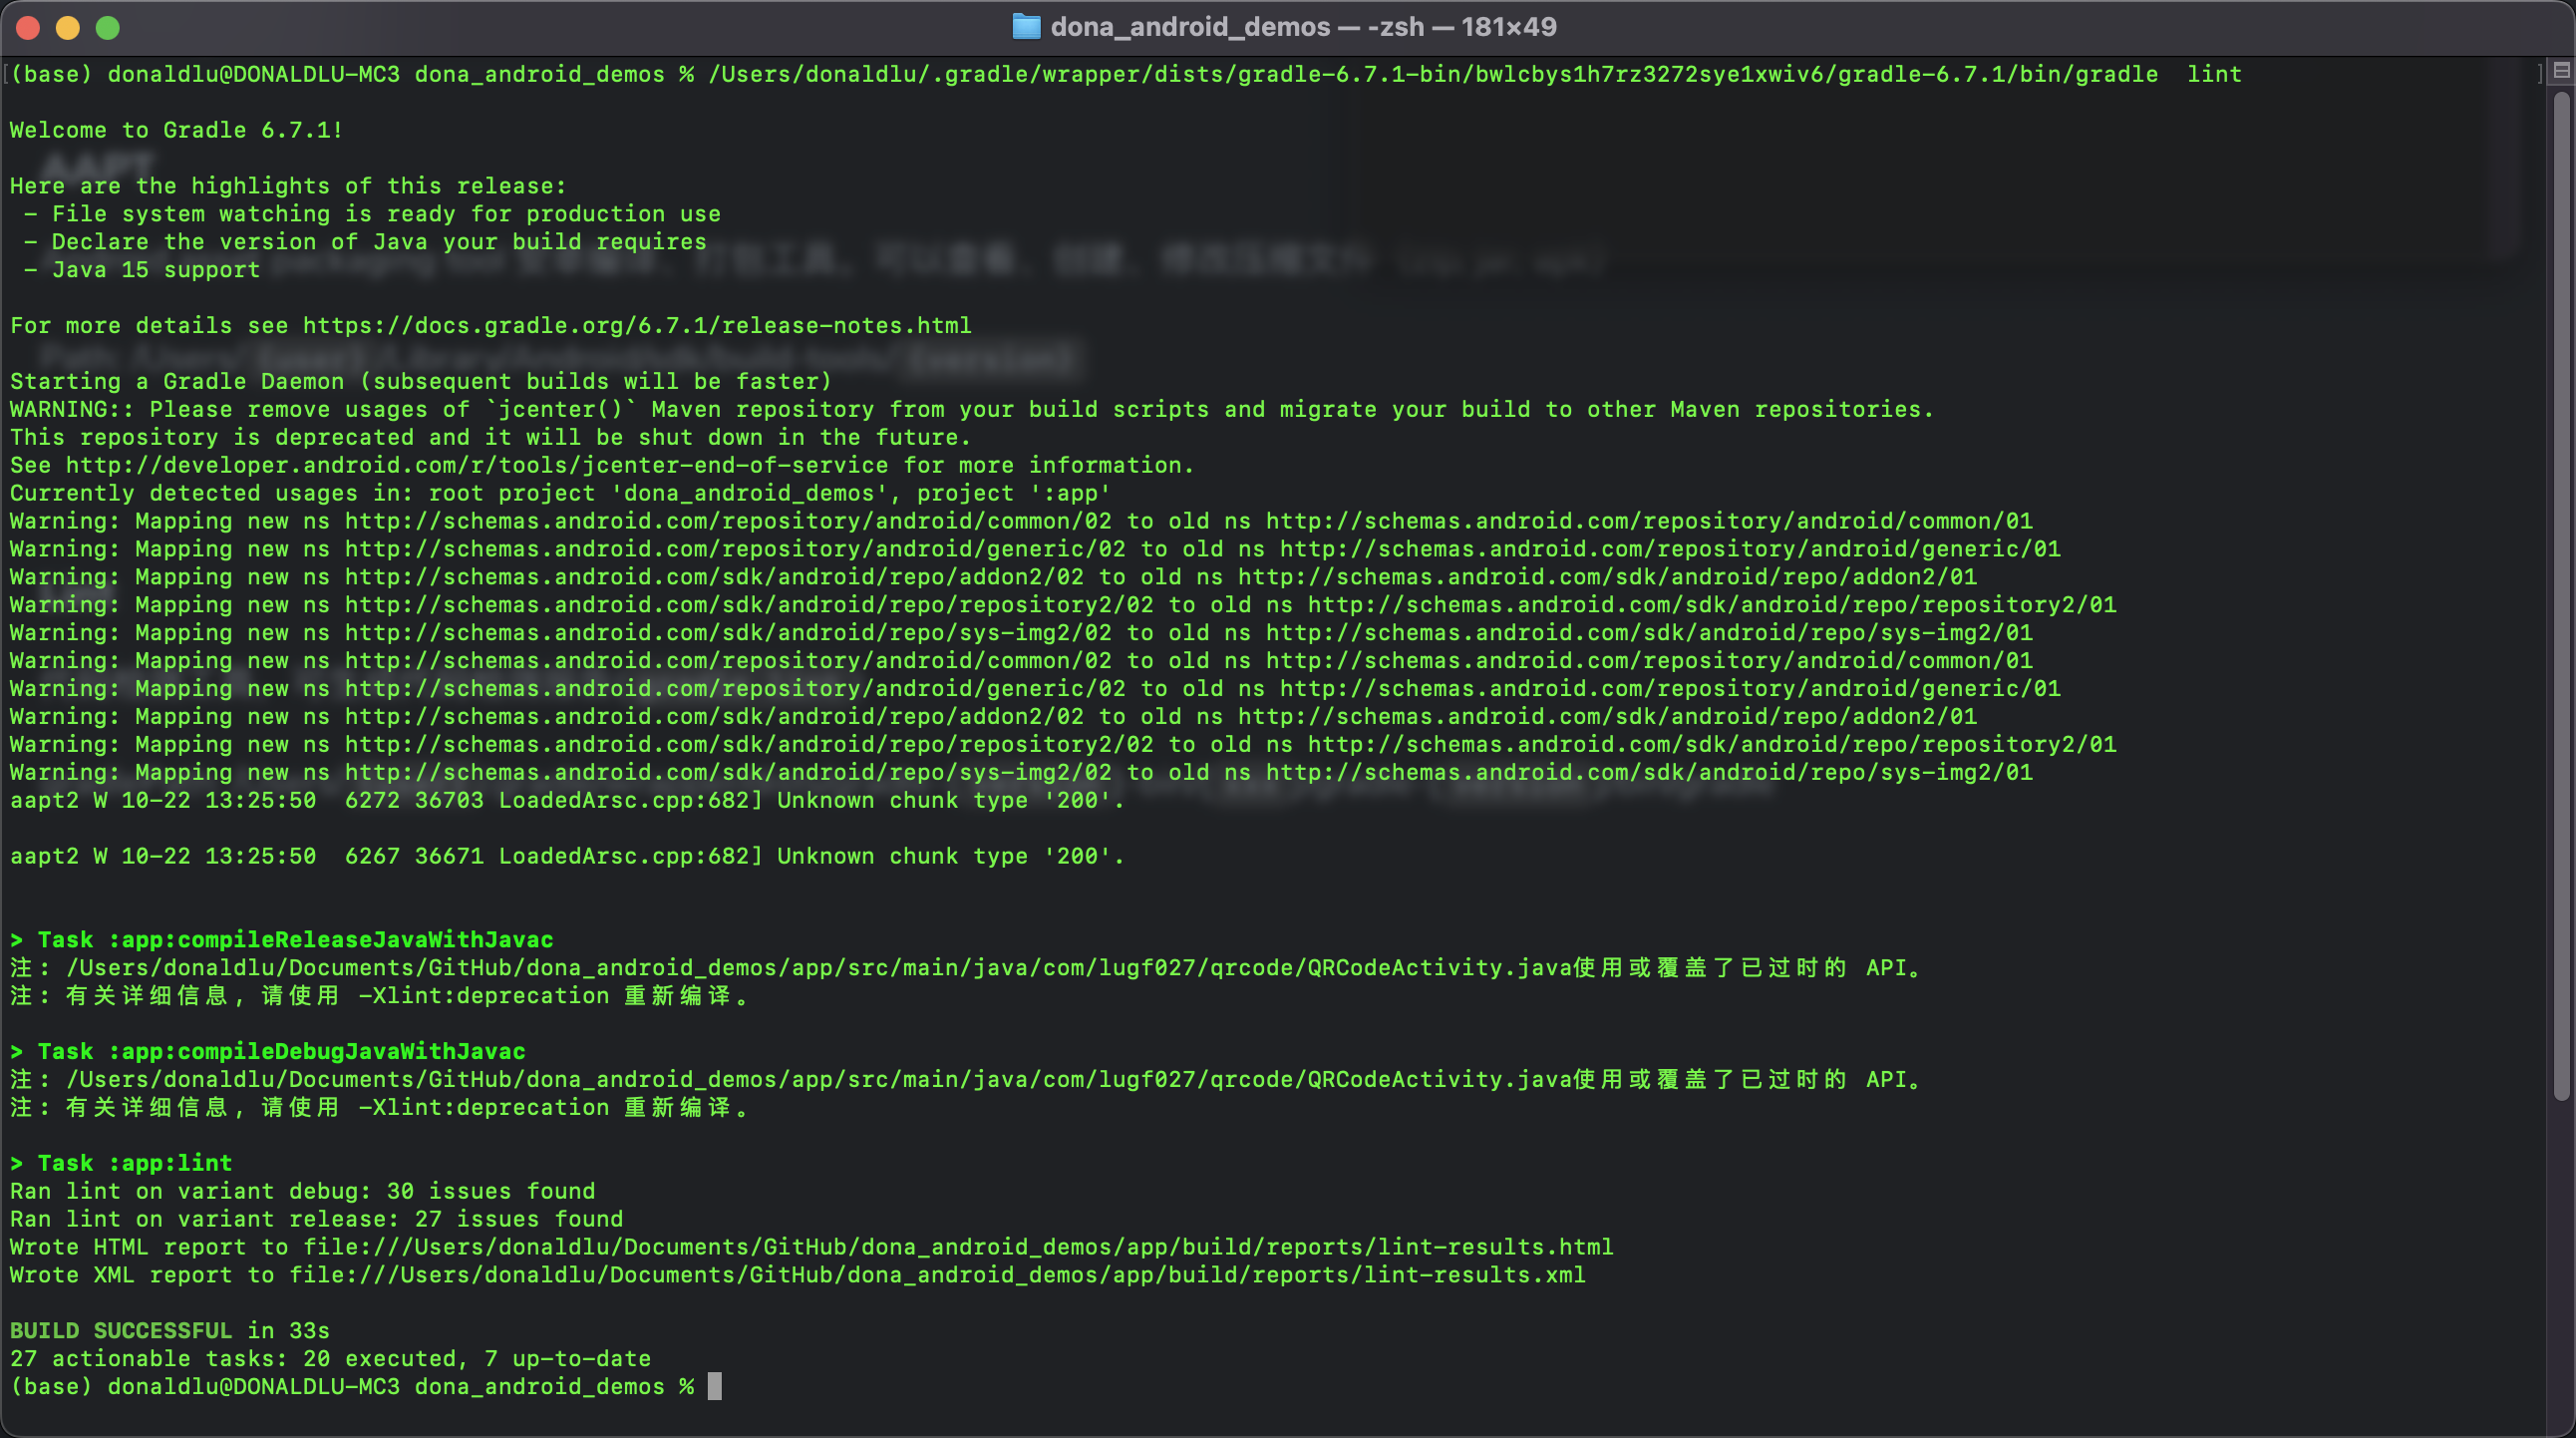 dona_android_demos — -zsh — 181×49
(base) donaldlu@DONALDLU-MC3 dona_android_demos % /Users/donaldlu/.gradle/wrapper/dists/gradle-6.7.1-bin/bwlcbys1h7rz3272sye1xwiv6/gradle-6.7.1/bin/gradle  lint
Welcome to Gradle 6.7.1!
Here are the highlights of this release:
 - File system watching is ready for production use
 - Declare the version of Java your build requires
 - Java 15 support
For more details see https://docs.gradle.org/6.7.1/release-notes.html
Starting a Gradle Daemon (subsequent builds will be faster)
WARNING:: Please remove usages of `jcenter()` Maven repository from your build scripts and migrate your build to other Maven repositories.
This repository is deprecated and it will be shut down in the future.
See http://developer.android.com/r/tools/jcenter-end-of-service for more information.
Currently detected usages in: root project 'dona_android_demos', project ':app'
Warning: Mapping new ns http://schemas.android.com/repository/android/common/02 to old ns http://schemas.android.com/repository/android/common/01
Warning: Mapping new ns http://schemas.android.com/repository/android/generic/02 to old ns http://schemas.android.com/repository/android/generic/01
Warning: Mapping new ns http://schemas.android.com/sdk/android/repo/addon2/02 to old ns http://schemas.android.com/sdk/android/repo/addon2/01
Warning: Mapping new ns http://schemas.android.com/sdk/android/repo/repository2/02 to old ns http://schemas.android.com/sdk/android/repo/repository2/01
Warning: Mapping new ns http://schemas.android.com/sdk/android/repo/sys-img2/02 to old ns http://schemas.android.com/sdk/android/repo/sys-img2/01
Warning: Mapping new ns http://schemas.android.com/repository/android/common/02 to old ns http://schemas.android.com/repository/android/common/01
Warning: Mapping new ns http://schemas.android.com/repository/android/generic/02 to old ns http://schemas.android.com/repository/android/generic/01
Warning: Mapping new ns http://schemas.android.com/sdk/android/repo/addon2/02 to old ns http://schemas.android.com/sdk/android/repo/addon2/01
Warning: Mapping new ns http://schemas.android.com/sdk/android/repo/repository2/02 to old ns http://schemas.android.com/sdk/android/repo/repository2/01
Warning: Mapping new ns http://schemas.android.com/sdk/android/repo/sys-img2/02 to old ns http://schemas.android.com/sdk/android/repo/sys-img2/01
aapt2 W 10-22 13:25:50  6272 36703 LoadedArsc.cpp:682] Unknown chunk type '200'.
aapt2 W 10-22 13:25:50  6267 36671 LoadedArsc.cpp:682] Unknown chunk type '200'.
> Task :app:compileReleaseJavaWithJavac
注: /Users/donaldlu/Documents/GitHub/dona_android_demos/app/src/main/java/com/lugf027/qrcode/QRCodeActivity.java使用或覆盖了已过时的 API。
注: 有关详细信息, 请使用 -Xlint:deprecation 重新编译。
> Task :app:compileDebugJavaWithJavac
注: /Users/donaldlu/Documents/GitHub/dona_android_demos/app/src/main/java/com/lugf027/qrcode/QRCodeActivity.java使用或覆盖了已过时的 API。
注: 有关详细信息, 请使用 -Xlint:deprecation 重新编译。
> Task :app:lint
Ran lint on variant debug: 30 issues found
Ran lint on variant release: 27 issues found
Wrote HTML report to file:///Users/donaldlu/Documents/GitHub/dona_android_demos/app/build/reports/lint-results.html
Wrote XML report to file:///Users/donaldlu/Documents/GitHub/dona_android_demos/app/build/reports/lint-results.xml
BUILD SUCCESSFUL in 33s
27 actionable tasks: 20 executed, 7 up-to-date
(base) donaldlu@DONALDLU-MC3 dona_android_demos %